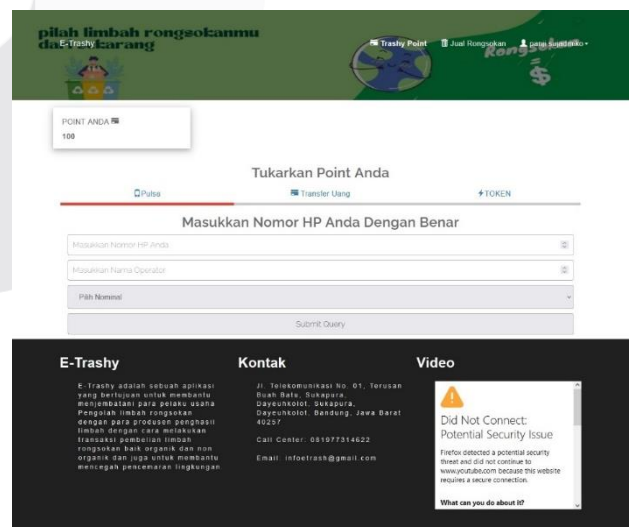 pilah limbah rongsokanmu
dari sekarang
E-Trashy
Trashy Point
Jual Rongsokan
Rongsokan
$
POINT ANDA
100
Tukarkan Point Anda
Pulsa
Transfer Uang
TOKEN
Masukkan Nomor HP Anda Dengan Benar
Masukkan Nomor HP Anda
Masukkan Nama Operator
Pilih Nominal
Submit Query
E-Trashy
E-Trashy adalah sebuah aplikasi
yang bertujuan untuk membantu
menjembatani para pelaku usaha
Pengolah limbah rongsokan
dengan para produsen penghasil
limbah dengan cara melakukan
transaksi pembelian limbah
rongsokan baik organik dan non
organik dan juga untuk membantu
mencegah pencemaran lingkungan
Kontak
Jl. Telekomunikasi No. 01, Terusan
Buah Batu, Sukapura,
Dayeuhkolot, Sukapura,
Dayeuhkolot, Bandung, Jawa Barat
40257
Call Center: 081977314622
Email: infoetrash@gmail.com
Video
Did Not Connect:
Potential Security Issue
Firefox detected a potential security
threat and did not continue to
www.youtube.com because this website
requires a secure connection.
What can you do about it?